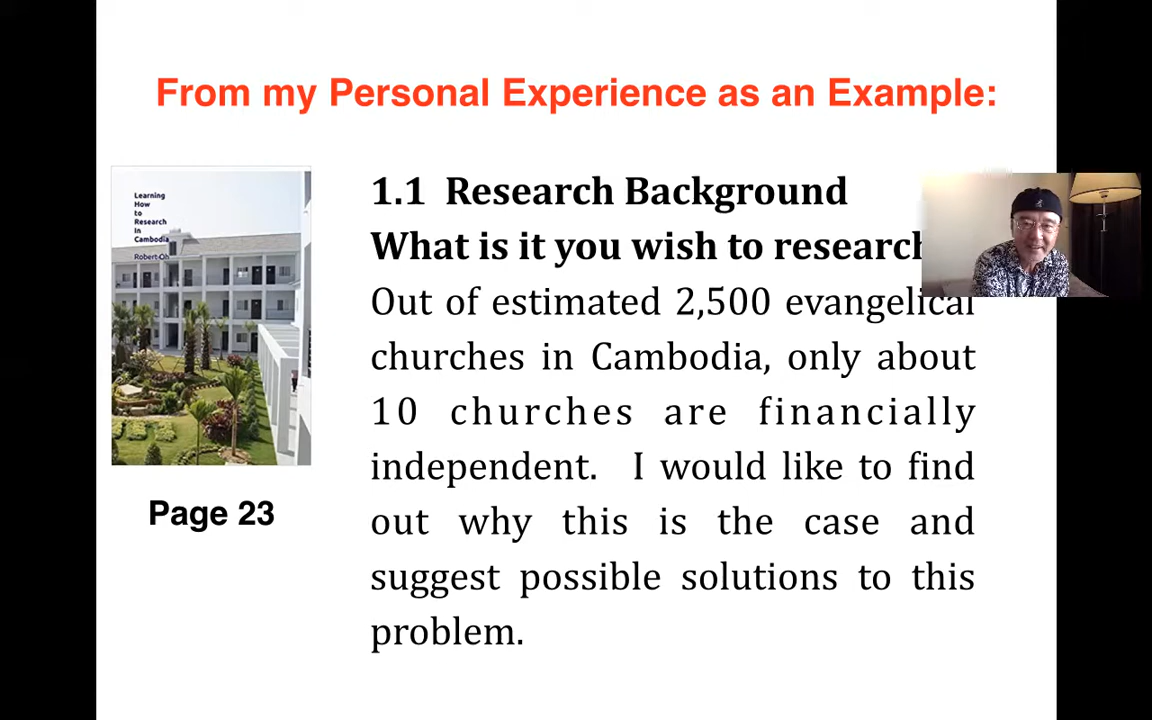 From my Personal Experience as an Example:
Learning
How
to
Research
In
Cambodia
Robert Oh
Page 23
1.1 Research Background
What is it you wish to research
Out of estimated 2,500 evangelical
churches in Cambodia, only about
10 churches are financially
independent. I would like to find
out why this is the case and
suggest possible solutions to this
problem.